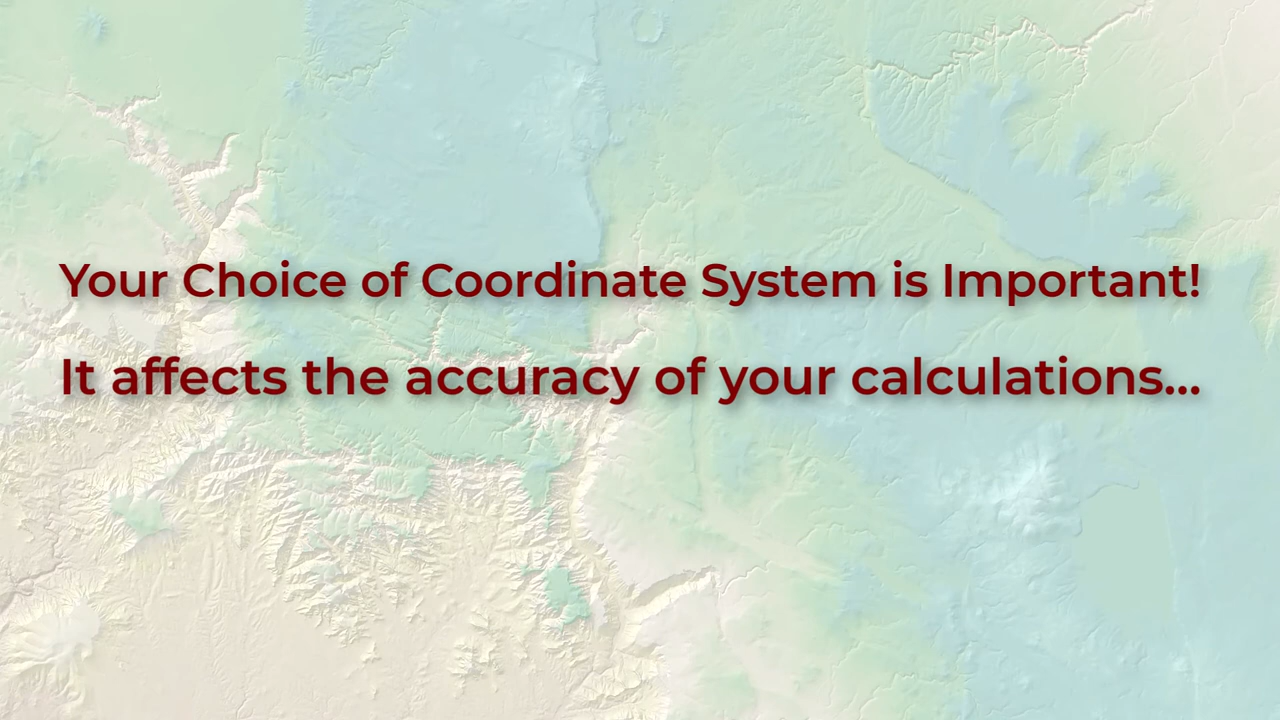 Your Choice of Coordinate System is Important!
It affects the accuracy of your calculations...